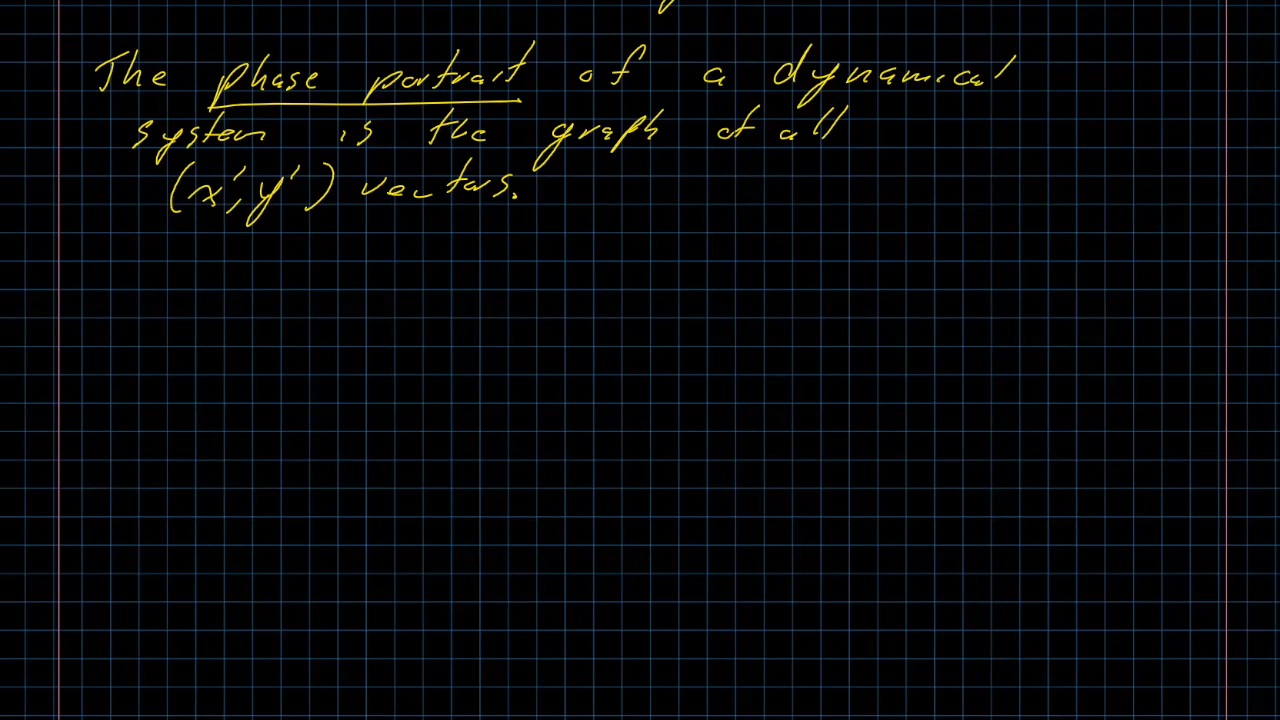 The phase portrait of a dynamical
system is the graph of all
(x', y') vectors.